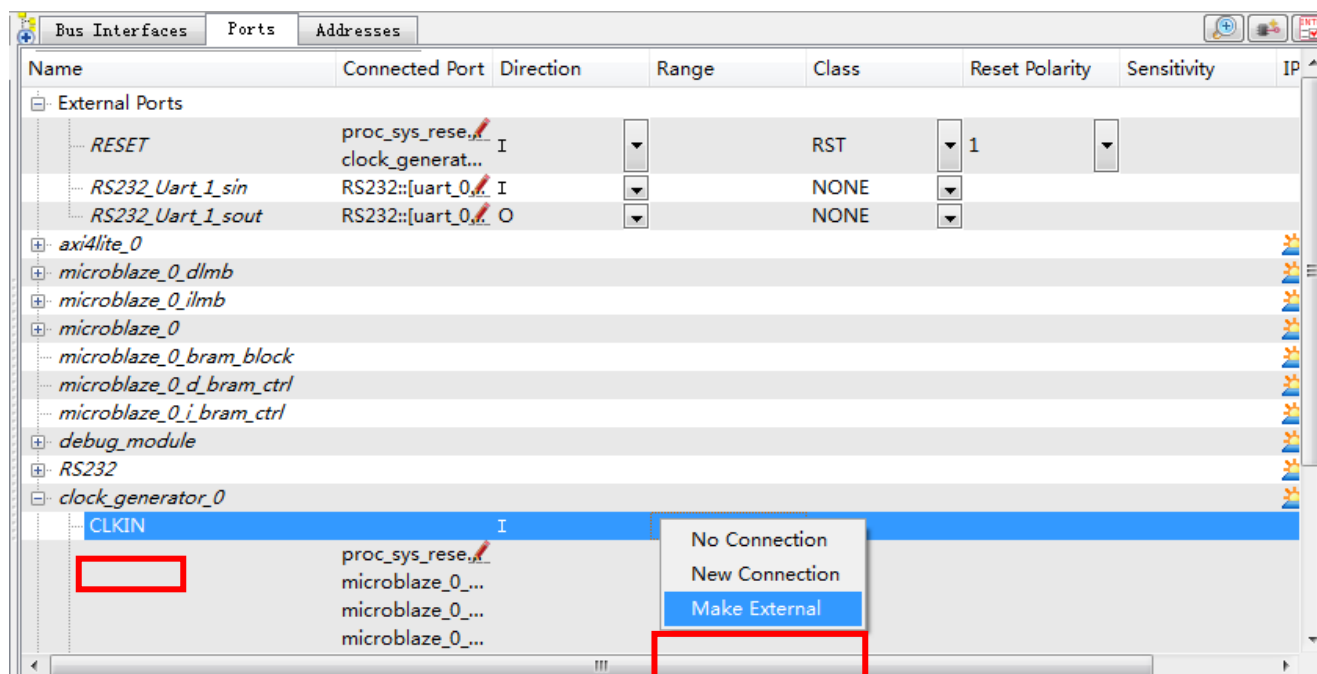 Bus Interfaces Ports Addresses
Name Connected Port Direction Range Class Reset Polarity Sensitivity IP
External Ports
RESET proc_sys_rese... I RST 1
clock_generat...
RS232_Uart_1_sin RS232::[uart_0... I NONE
RS232_Uart_1_sout RS232::[uart_0... O NONE
axi4lite_0
microblaze_0_dlmb
microblaze_0_ilmb
microblaze_0
microblaze_0_bram_block
microblaze_0_d_bram_ctrl
microblaze_0_i_bram_ctrl
debug_module
RS232
clock_generator_0
CLKIN I
proc_sys_rese...
microblaze_0_...
microblaze_0_...
microblaze_0_...
No Connection
New Connection
Make External